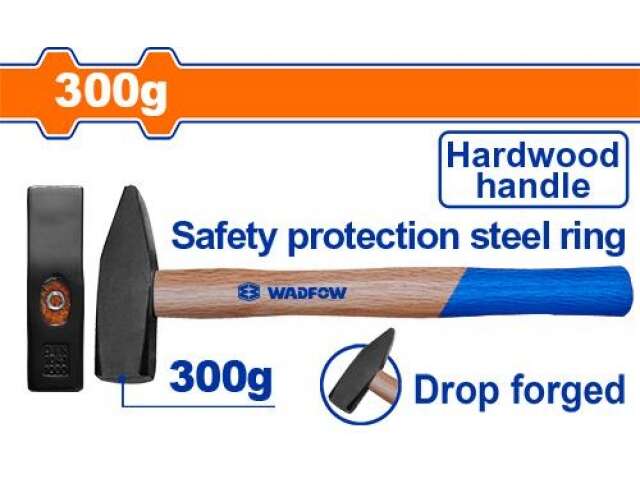 300g
Hardwood
handle
Safety protection steel ring
WADFOW
300g
Drop forged